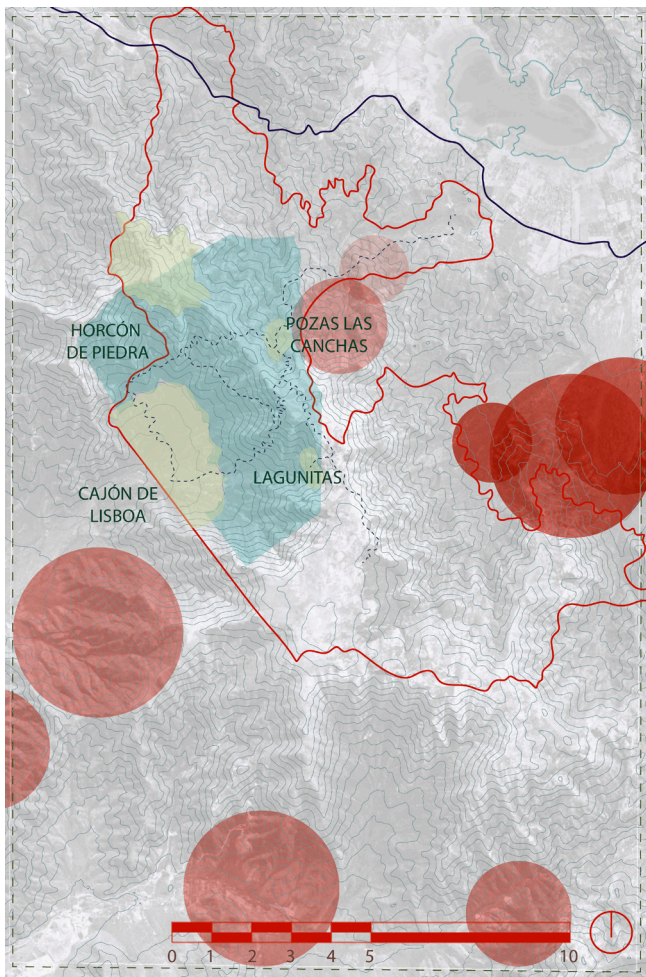 HORCÓN
DE PIEDRA
POZAS LAS
CANCHAS
LAGUNITAS
CAJÓN DE
LISBOA
0 1 2 3 4 5 10